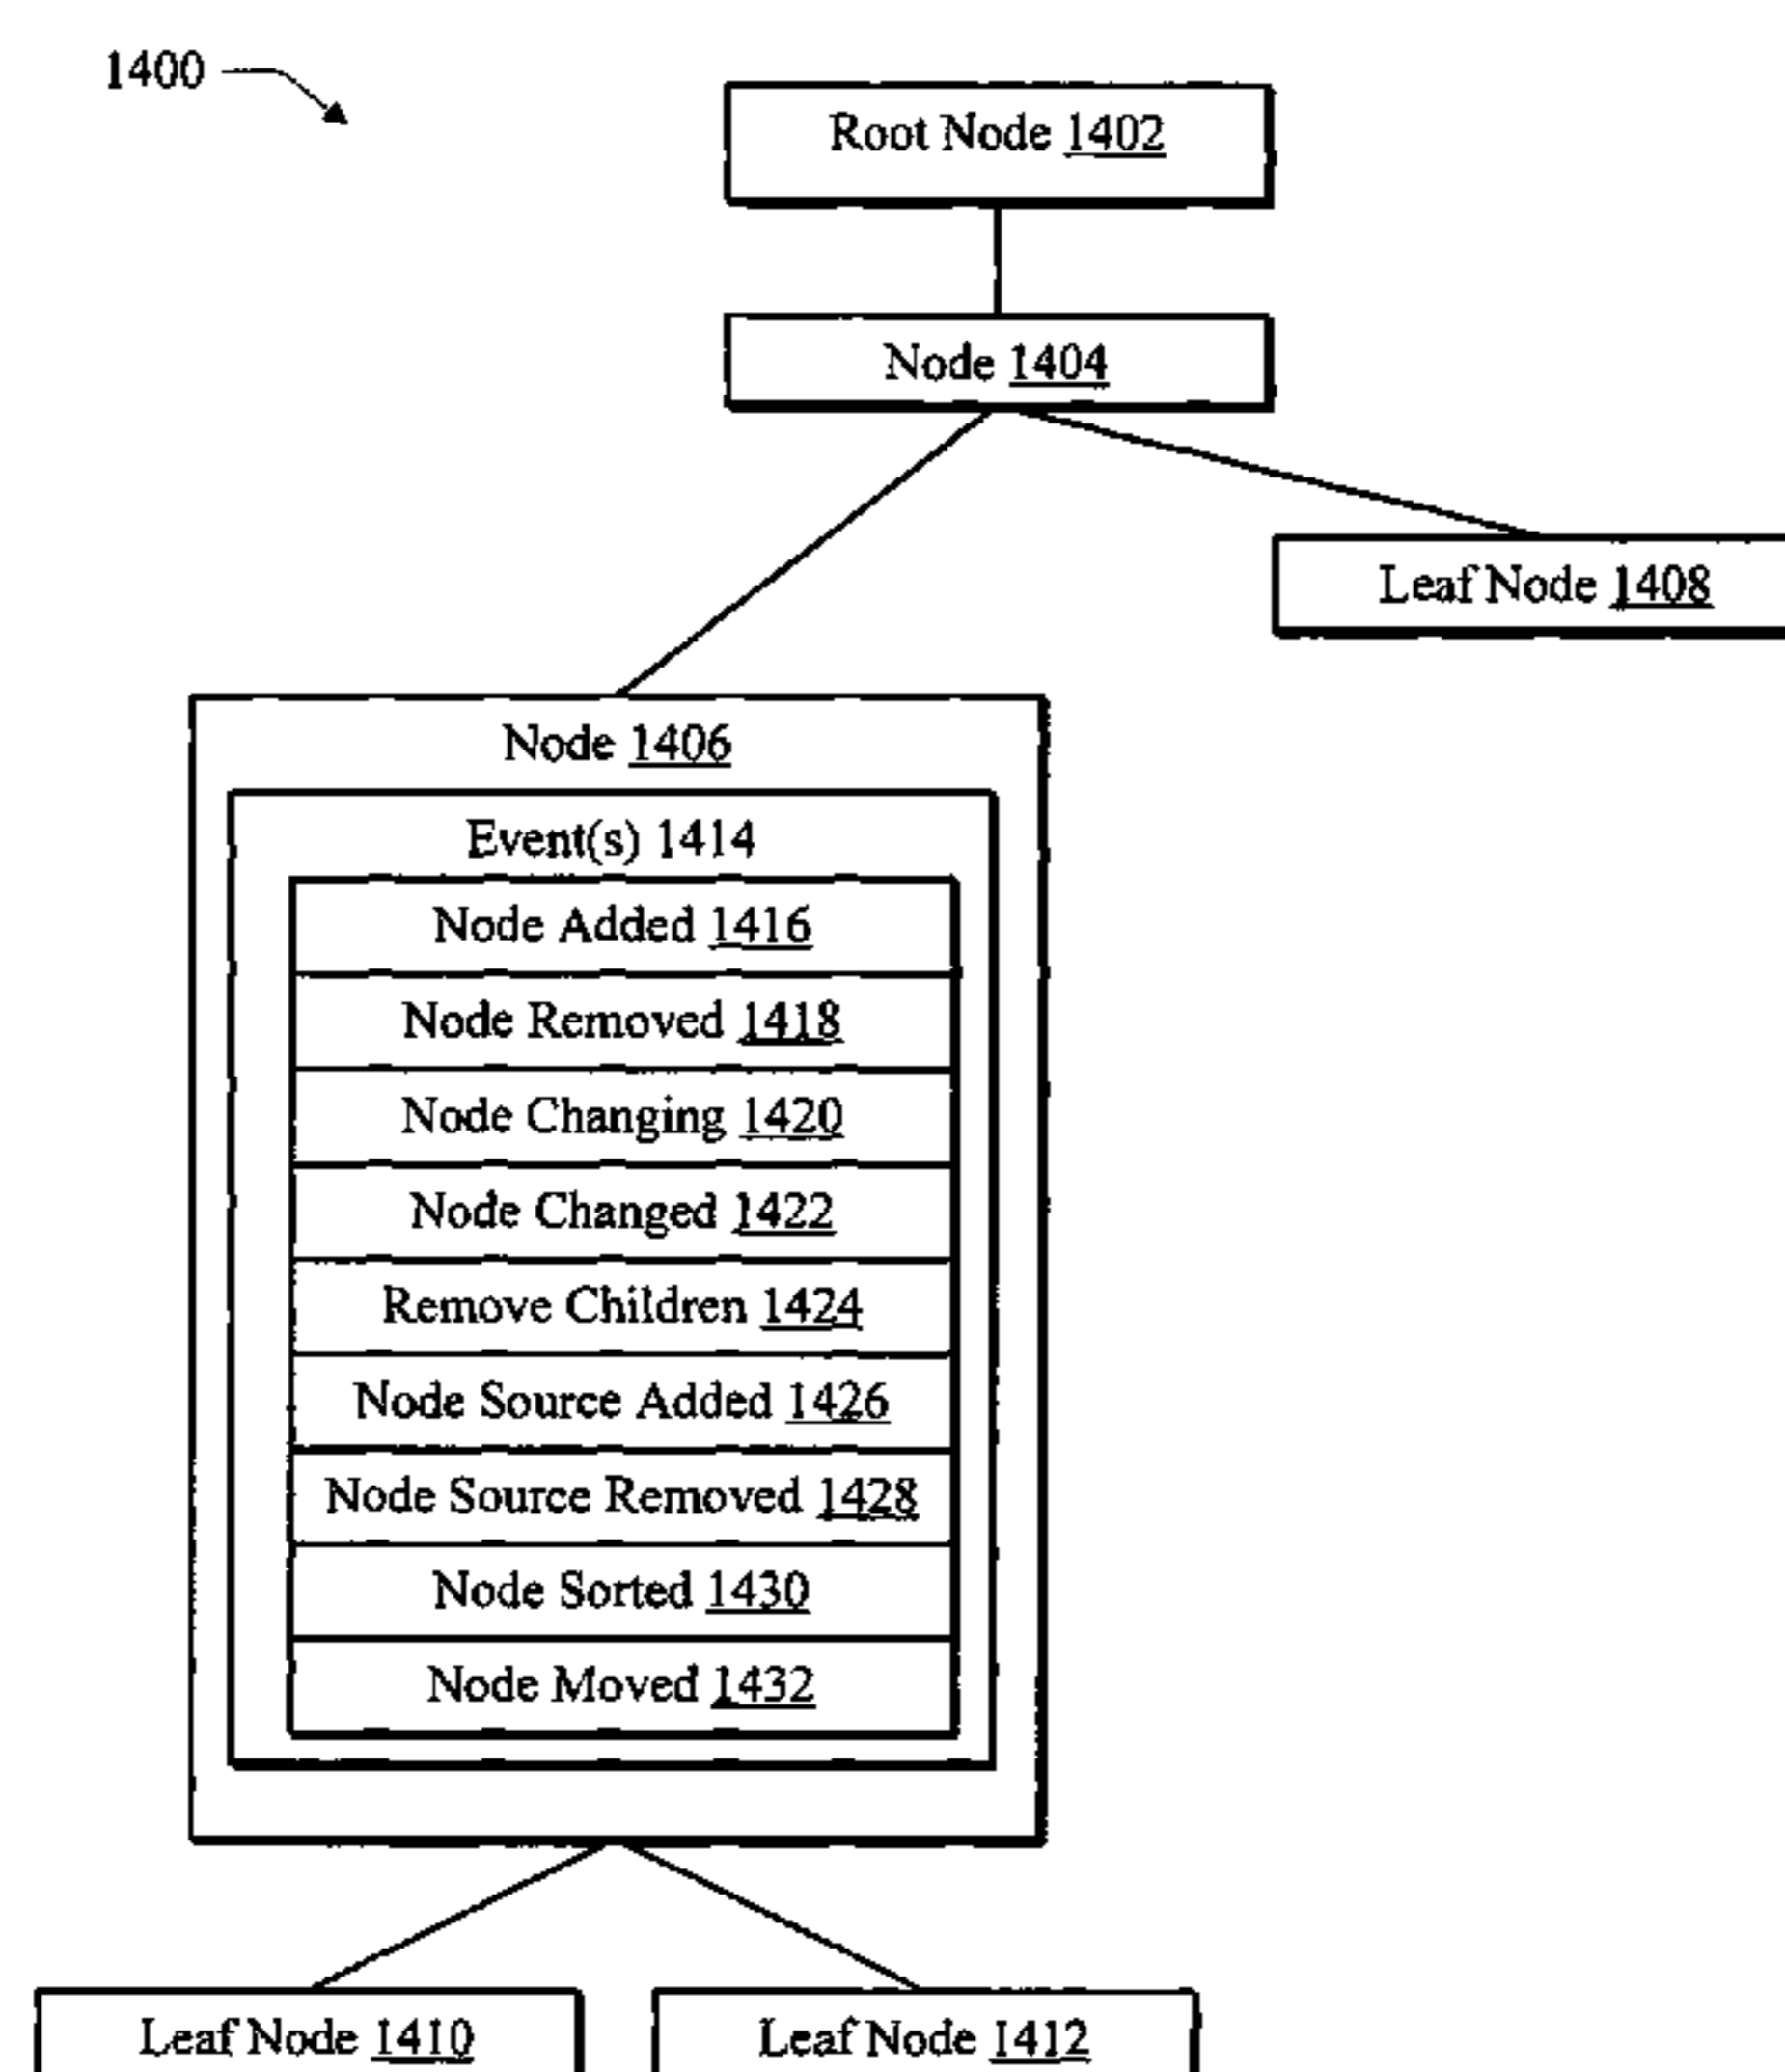 1400
Root Node 1402
Node 1404
Leaf Node 1408
Node 1406
Event(s) 1414
Node Added 1416
Node Removed 1418
Node Changing 1420
Node Changed 1422
Remove Children 1424
Node Source Added 1426
Node Source Removed 1428
Node Sorted 1430
Node Moved 1432
Leaf Node 1410
Leaf Node 1412